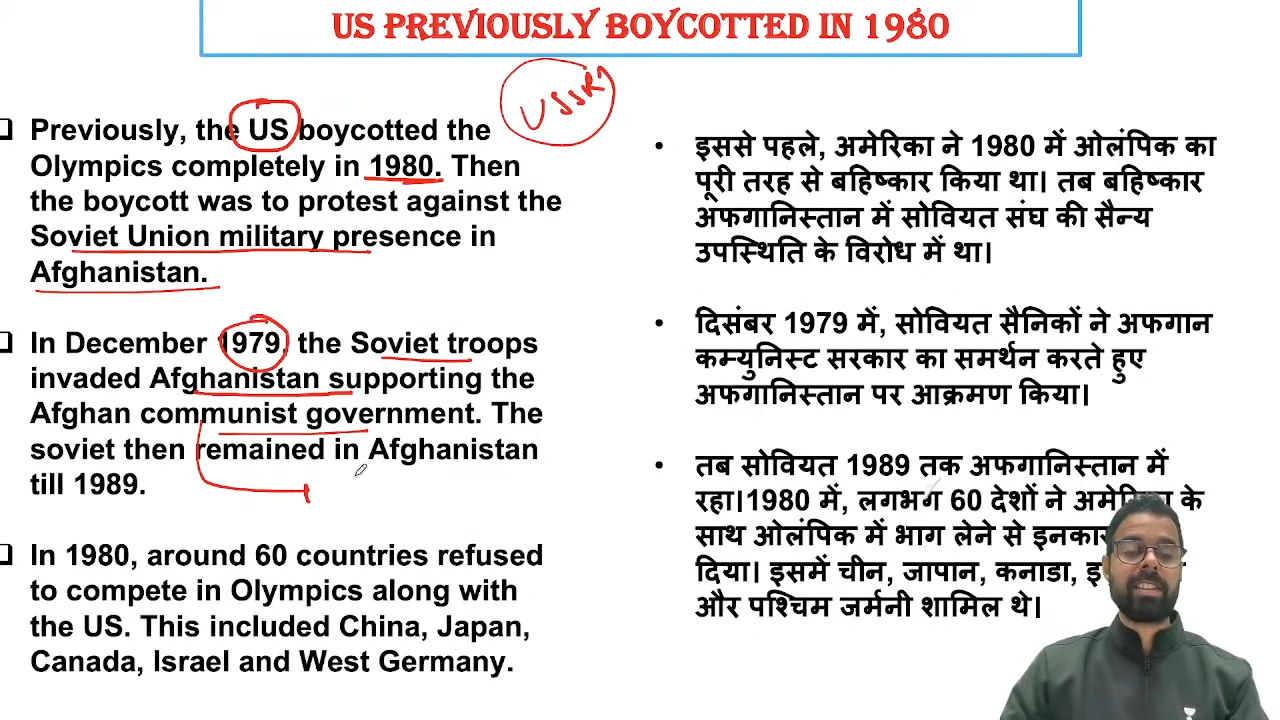 US PREVIOUSLY BOYCOTTED IN 1980
USSR
Previously, the US boycotted the
Olympics completely in 1980. Then
the boycott was to protest against the
Soviet Union military presence in
Afghanistan.
In December 1979, the Soviet troops
invaded Afghanistan supporting the
Afghan communist government. The
soviet then remained in Afghanistan
till 1989.
In 1980, around 60 countries refused
to compete in Olympics along with
the US. This included China, Japan,
Canada, Israel and West Germany.
इससे पहले, अमेरिका ने 1980 में ओलंपिक का
पूरी तरह से बहिष्कार किया था। तब बहिष्कार
अफगानिस्तान में सोवियत संघ की सैन्य
उपस्थिति के विरोध में था।
दिसंबर 1979 में, सोवियत सैनिकों ने अफगान
कम्युनिस्ट सरकार का समर्थन करते हुए
अफगानिस्तान पर आक्रमण किया।
तब सोवियत 1989 तक अफगानिस्तान में
रहा।1980 में, लगभग 60 देशों ने अमेरिका के
साथ ओलंपिक में भाग लेने से इनकार
दिया। इसमें चीन, जापान, कनाडा,
और पश्चिम जर्मनी शामिल थे।